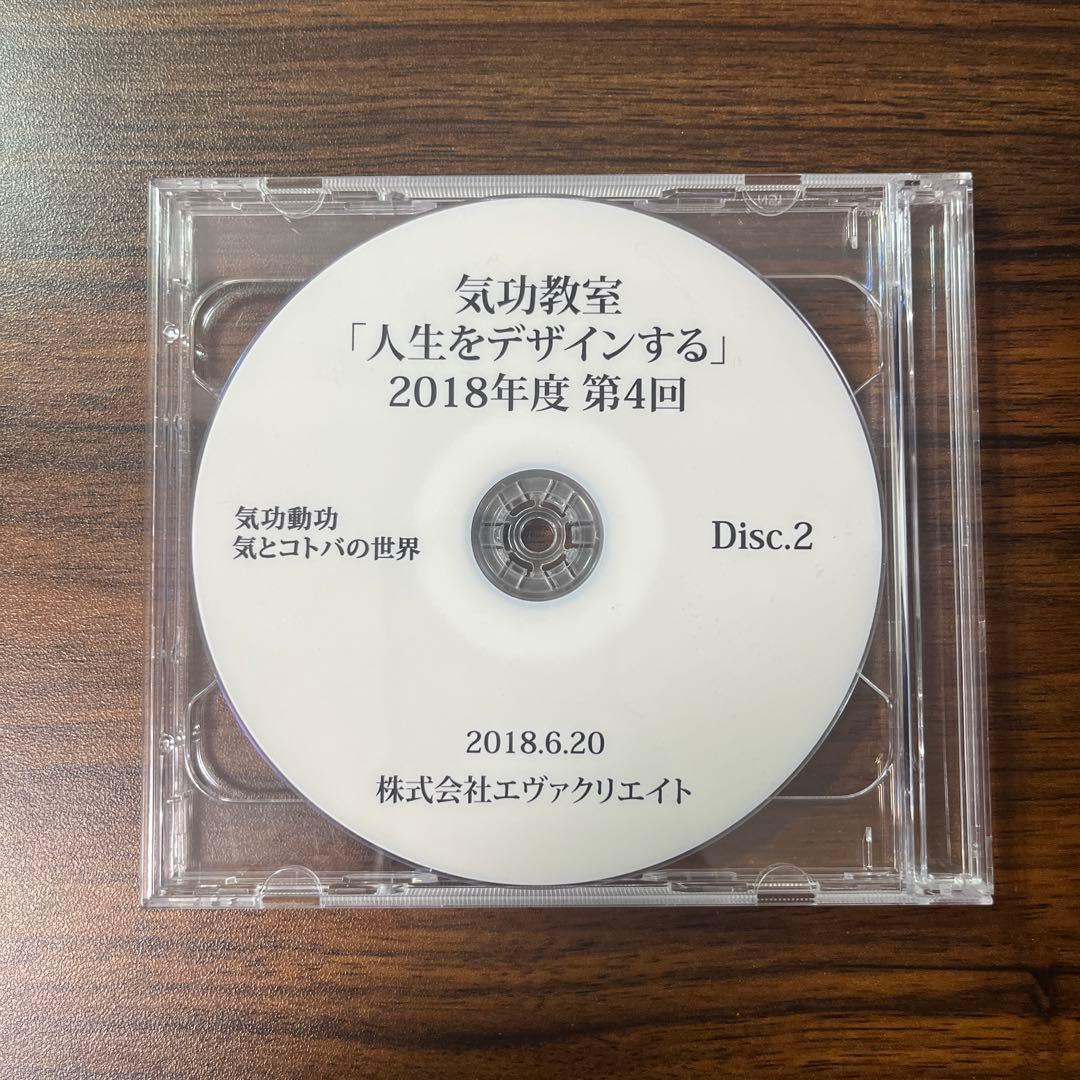 気功教室
「人生をデザインする」
2018年度 第4回
気功動功
気とコトバの世界
Disc.2
2018.6.20
株式会社エヴァクリエイト